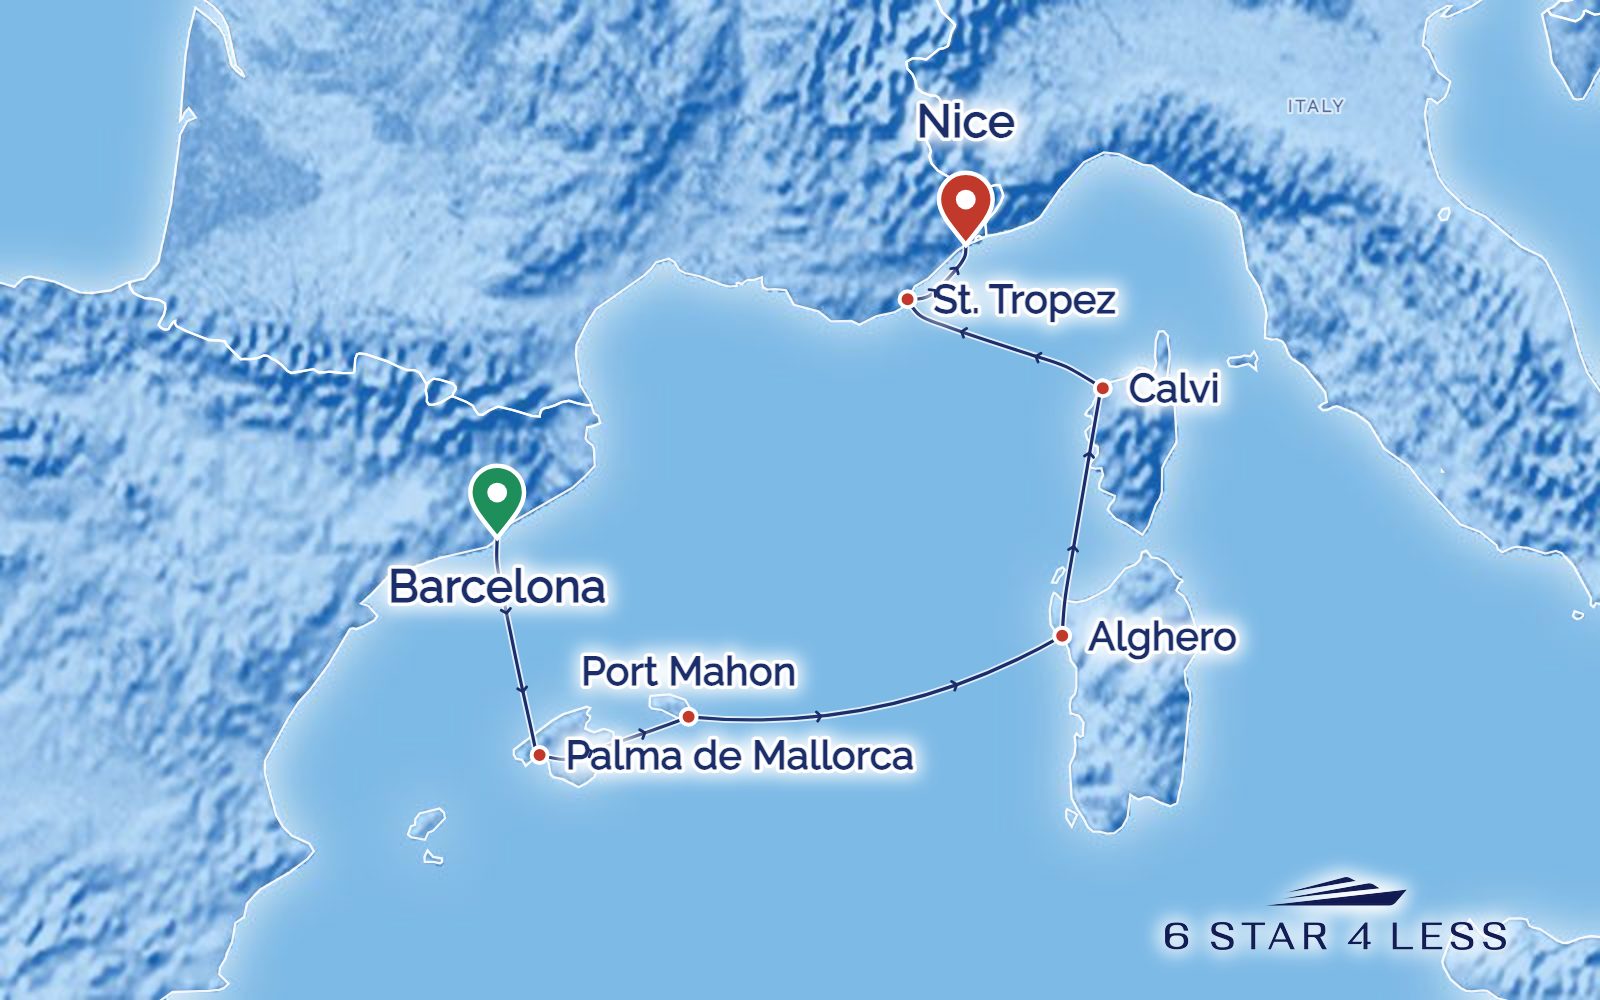 Nice
ITALY
St. Tropez
Calvi
Barcelona
Alghero
Port Mahon
Palma de Mallorca
6 STAR 4 LESS